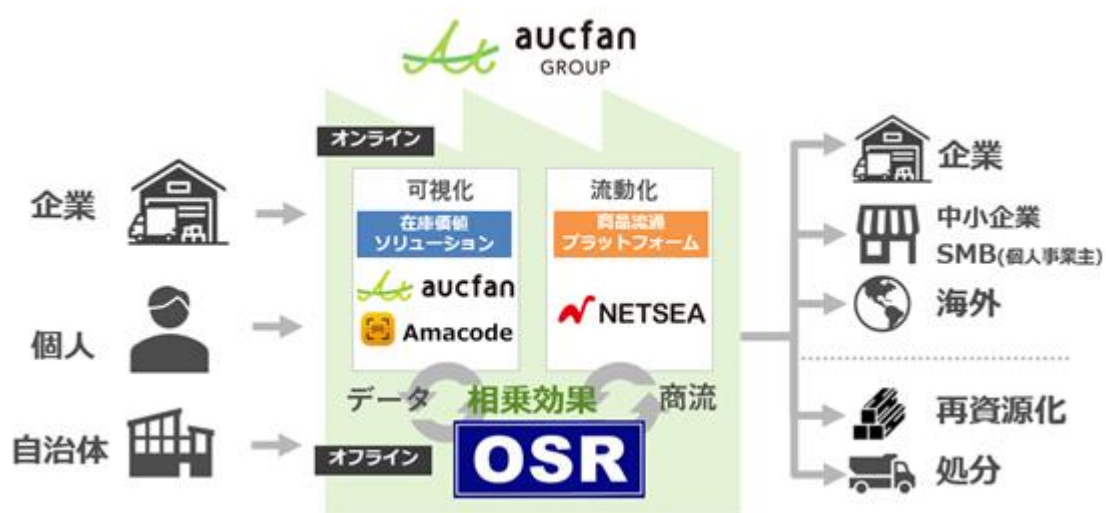 aucfan
GROUP
オンライン
企業
個人
自治体
可視化
在庫価値
ソリューション
aucfan
Amacode
流動化
商品流通
プラットフォーム
NETSEA
データ
相乗効果
商流
オフライン
OSR
企業
中小企業
SMB(個人事業主)
海外
再資源化
処分